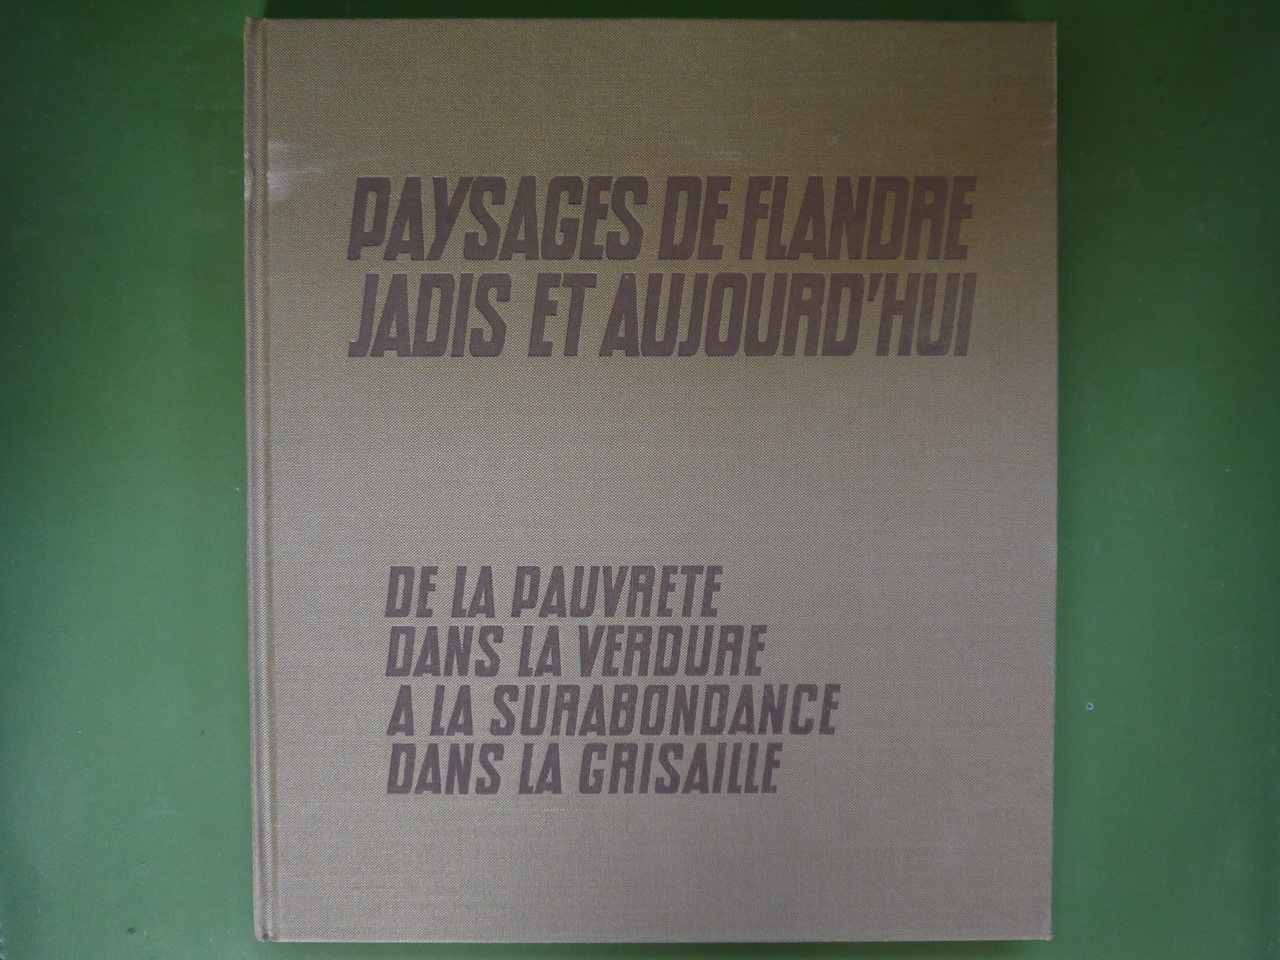 PAYSAGES DE FLANDRE
JADIS ET AUJOURD'HUI
DE LA PAUVRETE
DANS LA VERDURE
A LA SURABONDANCE
DANS LA GRISAILLE